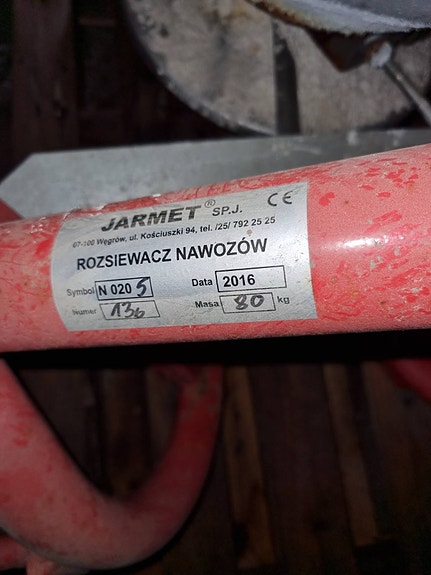 JARMET® SP.J. CE
07-100 Węgrów, ul. Kościuszki 94, tel. /25/ 792 25 25
ROZSIEWACZ NAWOZÓW
Symbol N 020 5 Data 2016
Numer 136 Masa 80 kg